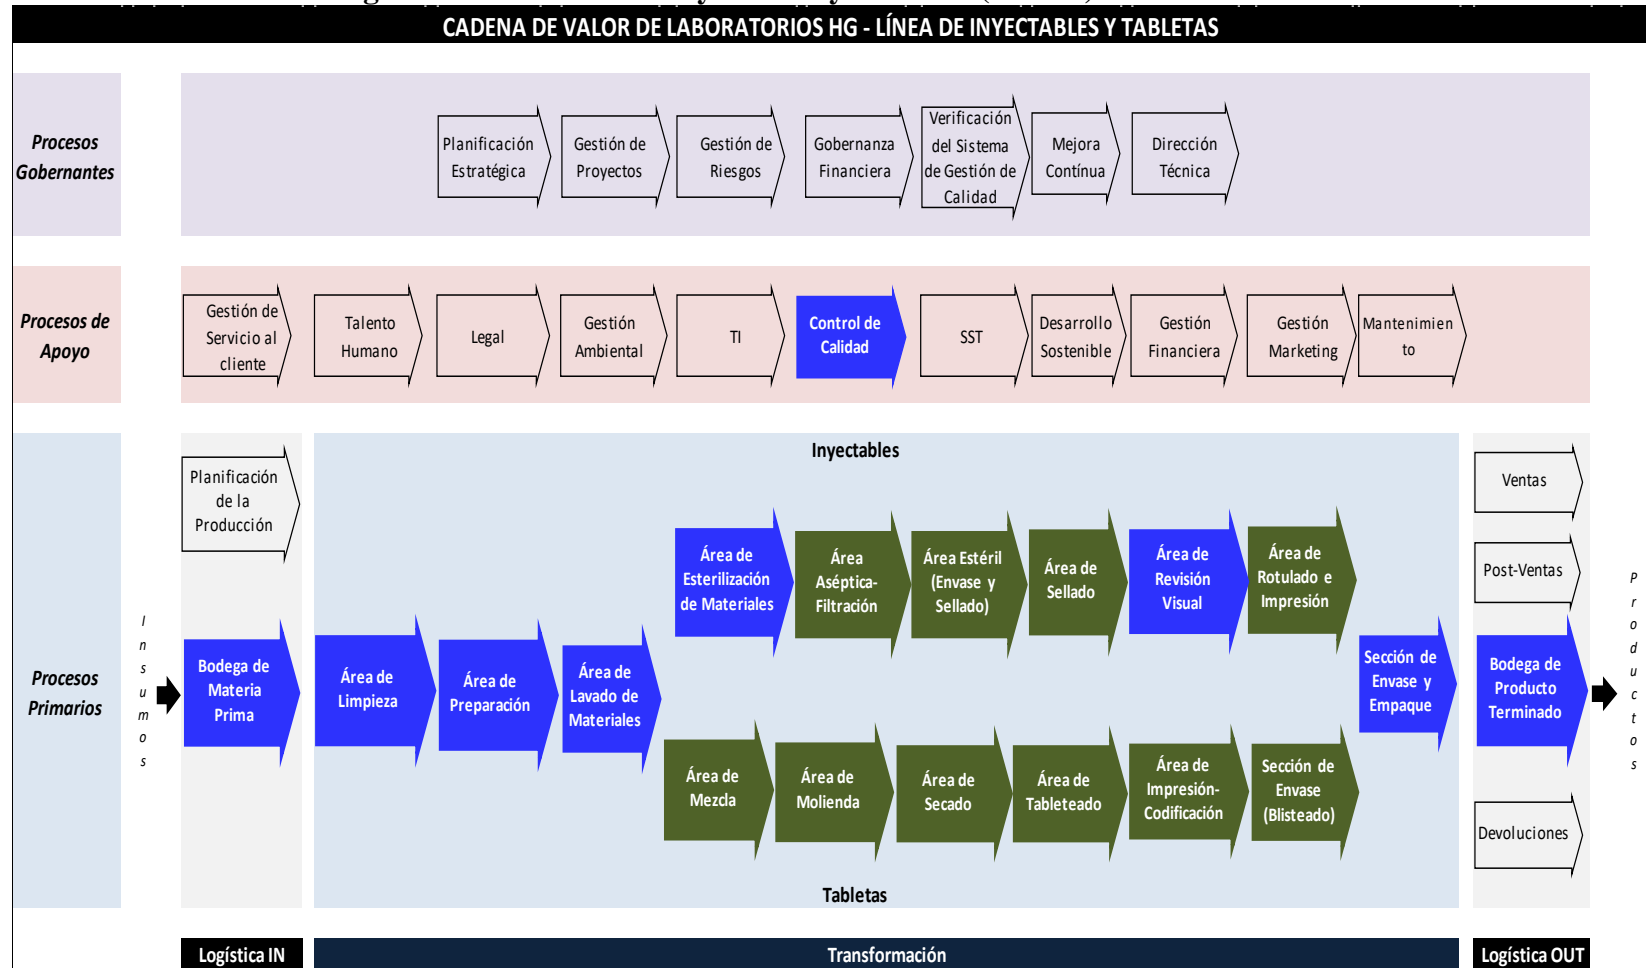 CADENA DE VALOR DE LABORATORIOS HG - LÍNEA DE INYECTABLES Y TABLETAS
Procesos
Gobernantes
Planificación
Estratégica
Gestión de
Proyectos
Gestión de
Riesgos
Gobernanza
Financiera
Verificación
del Sistema
de Gestión de
Calidad
Mejora
Contínua
Dirección
Técnica
Procesos de
Apoyo
Gestión de
Servicio al
cliente
Talento
Humano
Legal
Gestión
Ambiental
TI
Control de
Calidad
SST
Desarrollo
Sostenible
Gestión
Financiera
Gestión
Marketing
Mantenimien
to
Procesos
Primarios
Insumos
Planificación
de la
Producción
Bodega de
Materia
Prima
Inyectables
Área de
Limpieza
Área de
Preparación
Área de
Lavado de
Materiales
Área de
Esterilización
de Materiales
Área
Aséptica-
Filtración
Área Estéril
(Envase y
Sellado)
Área de
Sellado
Área de
Revisión
Visual
Área de
Rotulado e
Impresión
Área de
Mezcla
Área de
Molienda
Área de
Secado
Área de
Tableteado
Área de
Impresión-
Codificación
Sección de
Envase
(Blisteado)
Sección de
Envase y
Empaque
Tabletas
Ventas
Post-Ventas
Bodega de
Producto
Terminado
Devoluciones
Productos
Logística IN
Transformación
Logística OUT